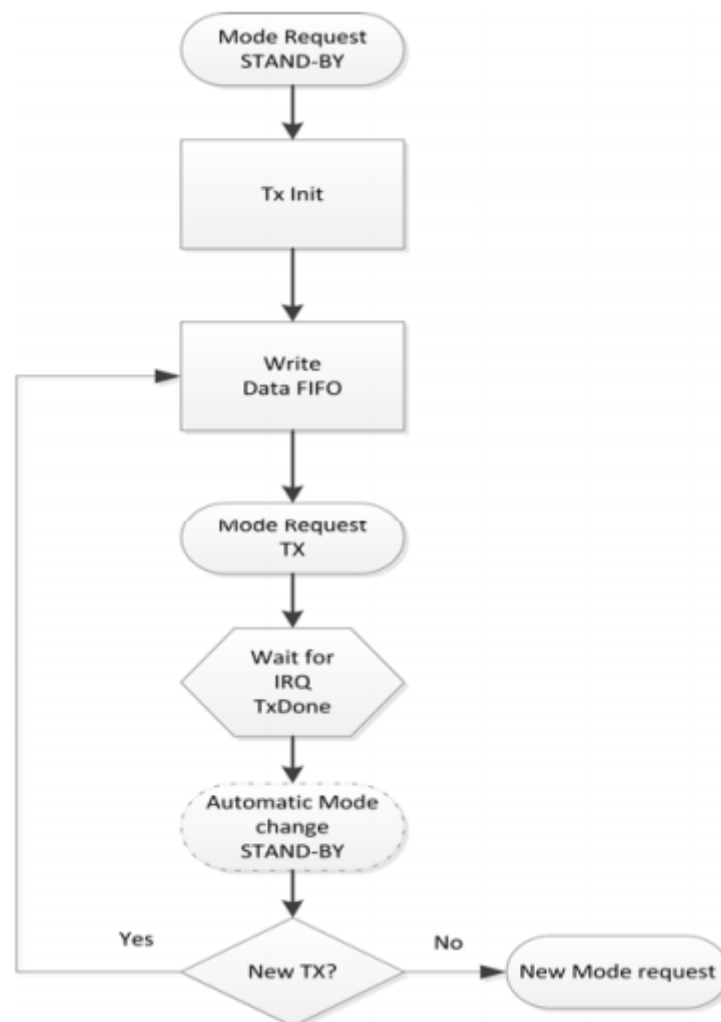 Mode Request
STAND-BY
Tx Init
Write
Data FIFO
Mode Request
TX
Wait for
IRQ
TxDone
Automatic Mode
change
STAND-BY
Yes
New TX?
No
New Mode request